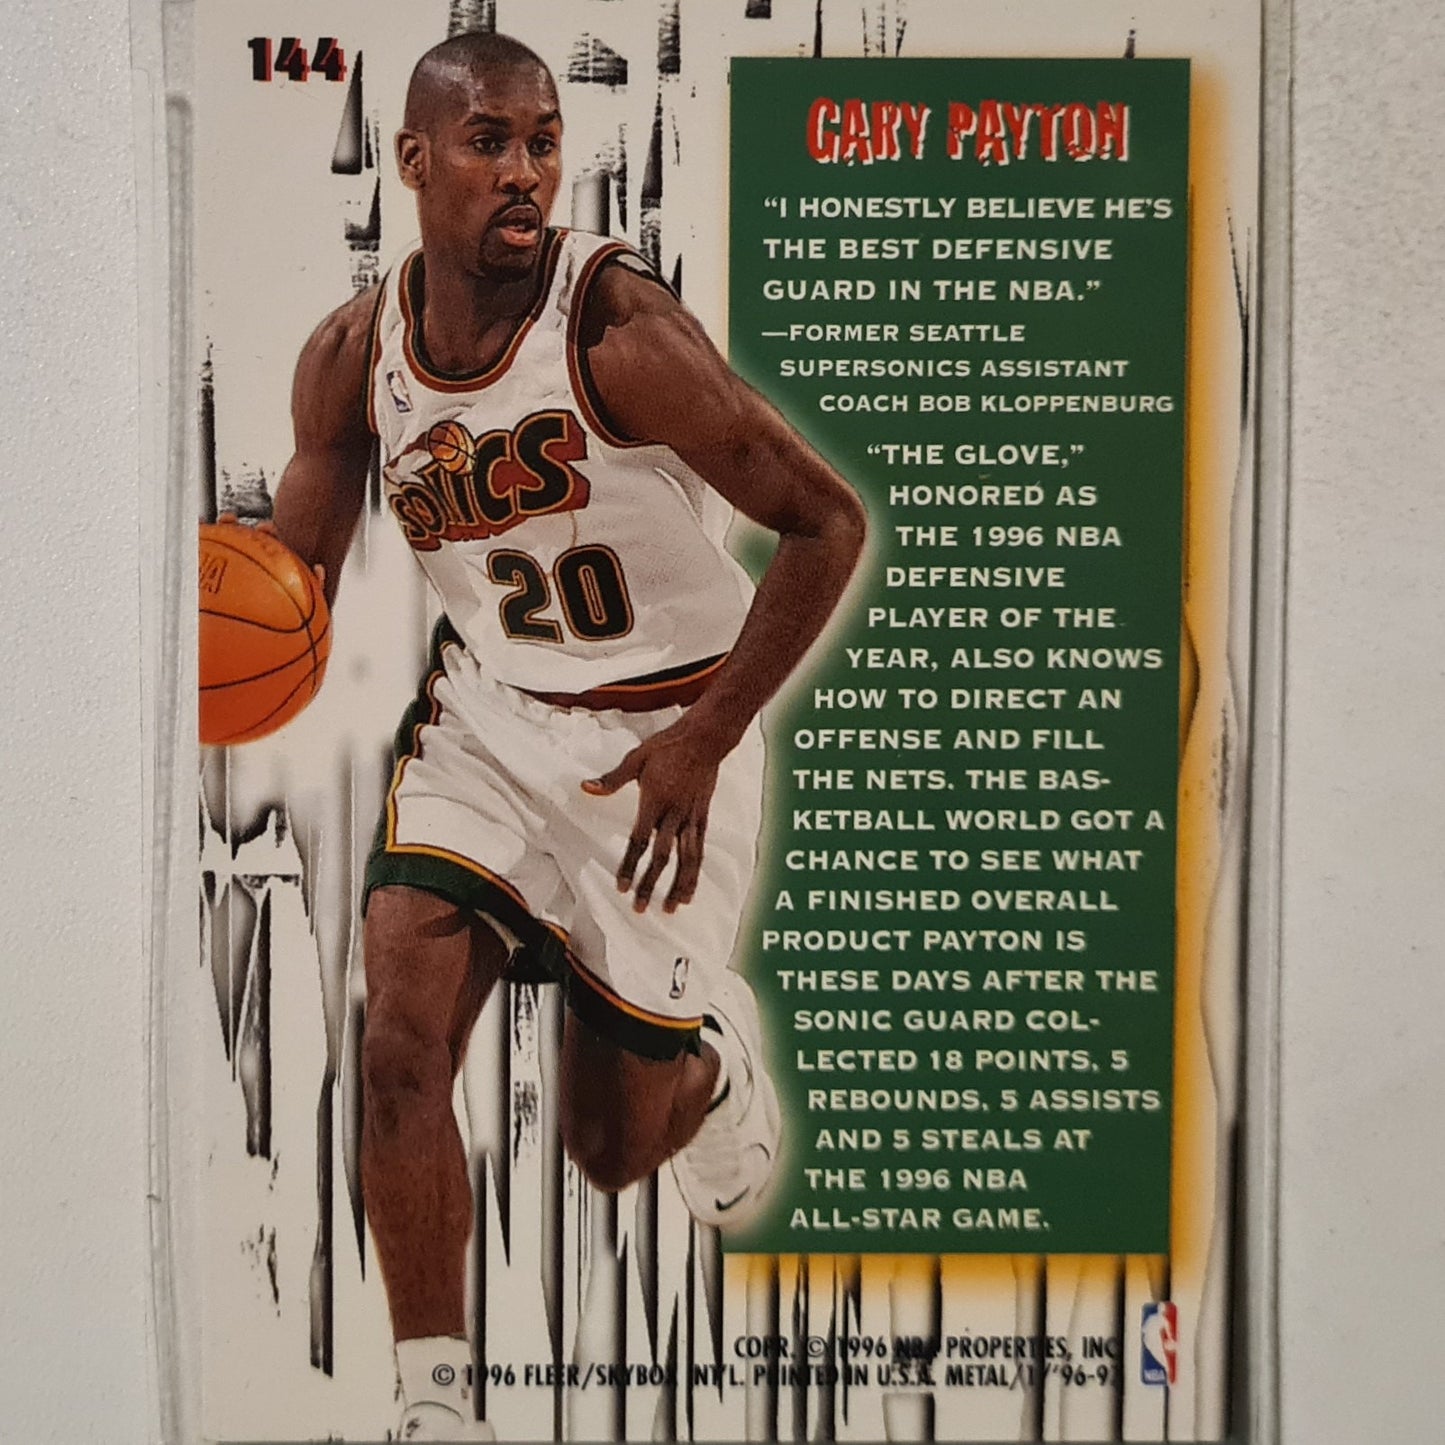 144
GARY PAYTON
“I HONESTLY BELIEVE HE’S
THE BEST DEFENSIVE
GUARD IN THE NBA.”
—FORMER SEATTLE
SUPERSONICS ASSISTANT
COACH BOB KLOPPENBURG
“THE GLOVE,”
HONORED AS
THE 1996 NBA
DEFENSIVE
PLAYER OF THE
YEAR, ALSO KNOWS
HOW TO DIRECT AN
OFFENSE AND FILL
THE NETS. THE BAS-
KETBALL WORLD GOT A
CHANCE TO SEE WHAT
A FINISHED OVERALL
PRODUCT PAYTON IS
THESE DAYS AFTER THE
SONIC GUARD COL-
LECTED 18 POINTS, 5
REBOUNDS, 5 ASSISTS
AND 5 STEALS AT
THE 1996 NBA
ALL-STAR GAME.
SONICS
20
COPR. © 1996 NBA PROPERTIES, INC
© 1996 FLEER/SKYBOX INT’L. PRINTED IN U.S.A. METAL/1/’96-97
NBA